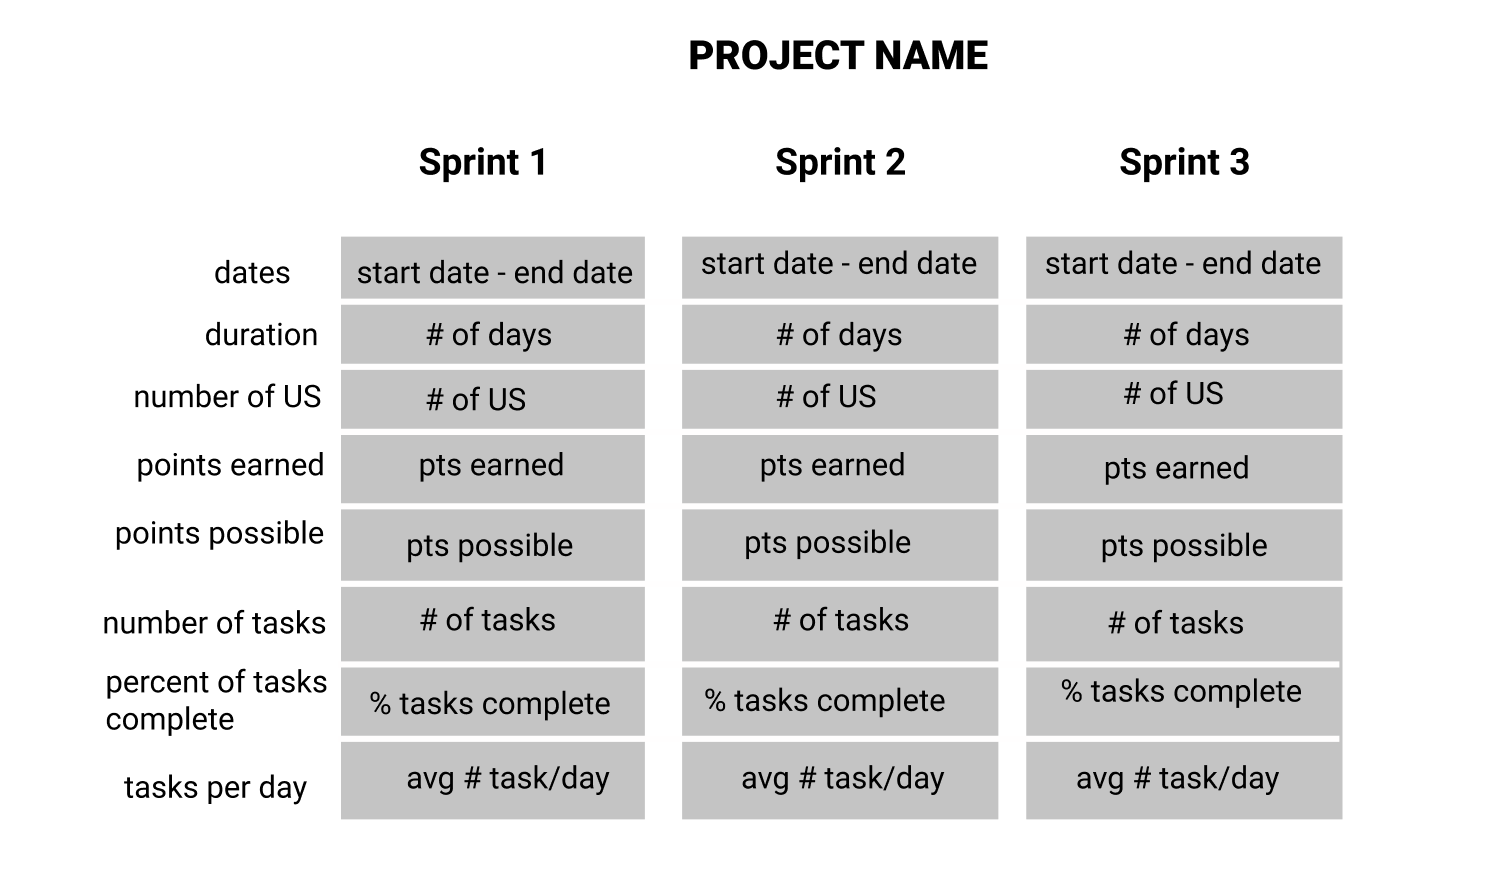 PROJECT NAME
Sprint 1 Sprint 2 Sprint 3
dates start date - end date start date - end date start date - end date
duration # of days # of days # of days
number of US # of US # of US # of US
points earned pts earned pts earned pts earned
points possible pts possible pts possible pts possible
number of tasks # of tasks # of tasks # of tasks
percent of tasks
complete % tasks complete % tasks complete % tasks complete
tasks per day avg # task/day avg # task/day avg # task/day